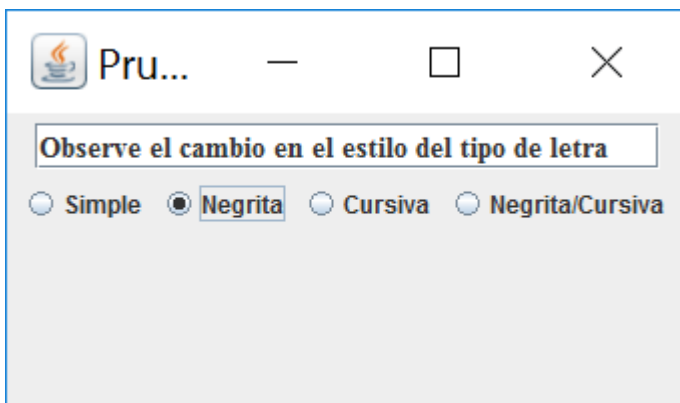 Pru...
Observe el cambio en el estilo del tipo de letra
Simple Negrita Cursiva Negrita/Cursiva